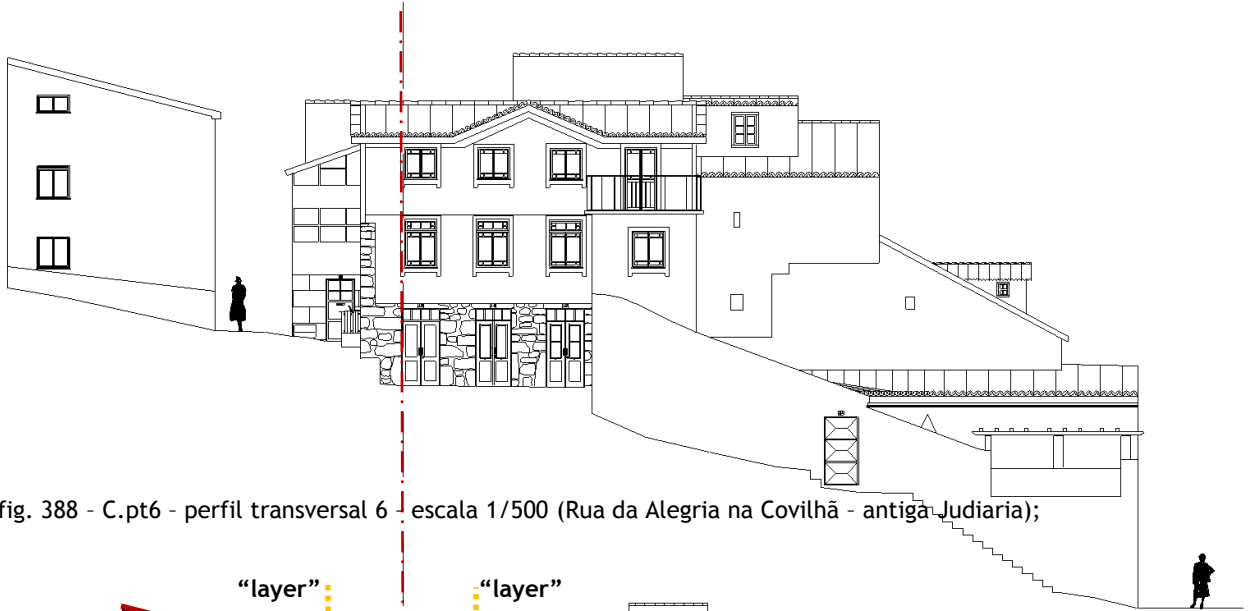 fig. 388 - C.pt6 - perfil transversal 6 - escala 1/500 (Rua da Alegria na Covilhã - antiga Judiaria);
“layer” “layer”